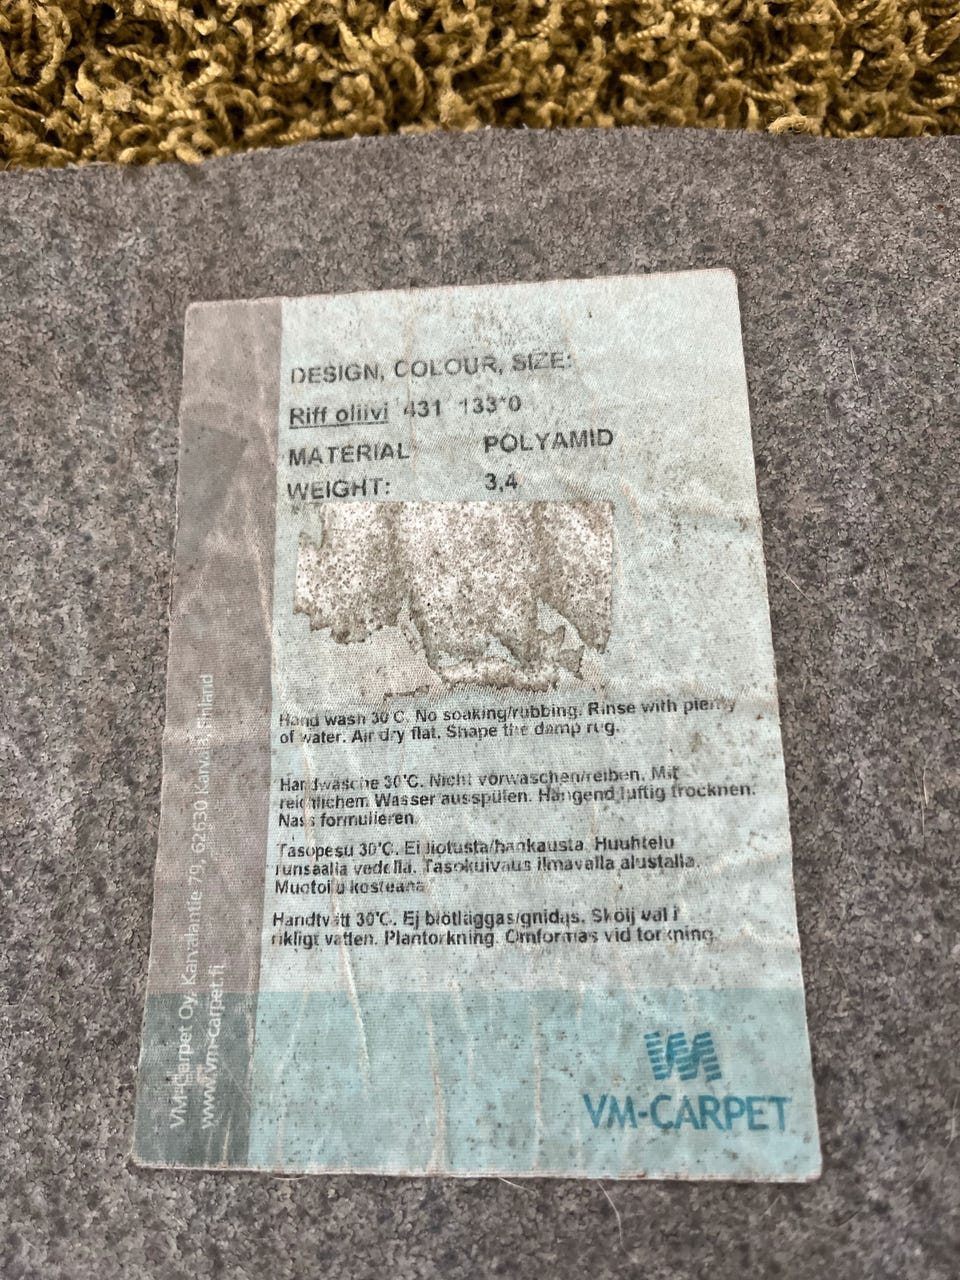 DESIGN, COLOUR, SIZE:
Riff oliivi 431 133*0
MATERIAL POLYAMID
WEIGHT: 3,4
Hand wash 30°C. No soaking/rubbing. Rinse with plenty
of water. Air dry flat. Shape the damp rug.
Handwäsche 30°C. Nicht vorwaschen/reiben. Mit
reichlichem Wasser ausspülen. Hängend luftig trocknen.
Nass formulieren.
Tasopesu 30°C. Ei liotusta/hankausta. Huuhtelu
runsaalla vedellä. Tasokuivaus ilmavalla alustalla.
Muotoilu kosteana
Handtvätt 30°C. Ej blötläggas/gnidas. Skölj väl i
rikligt vatten. Plantorkning. Omformas vid torkning.
VM-Carpet Oy, Karvialantie 79, 62630 Karvia, Finland
www.vm-carpet.fi
VM-CARPET